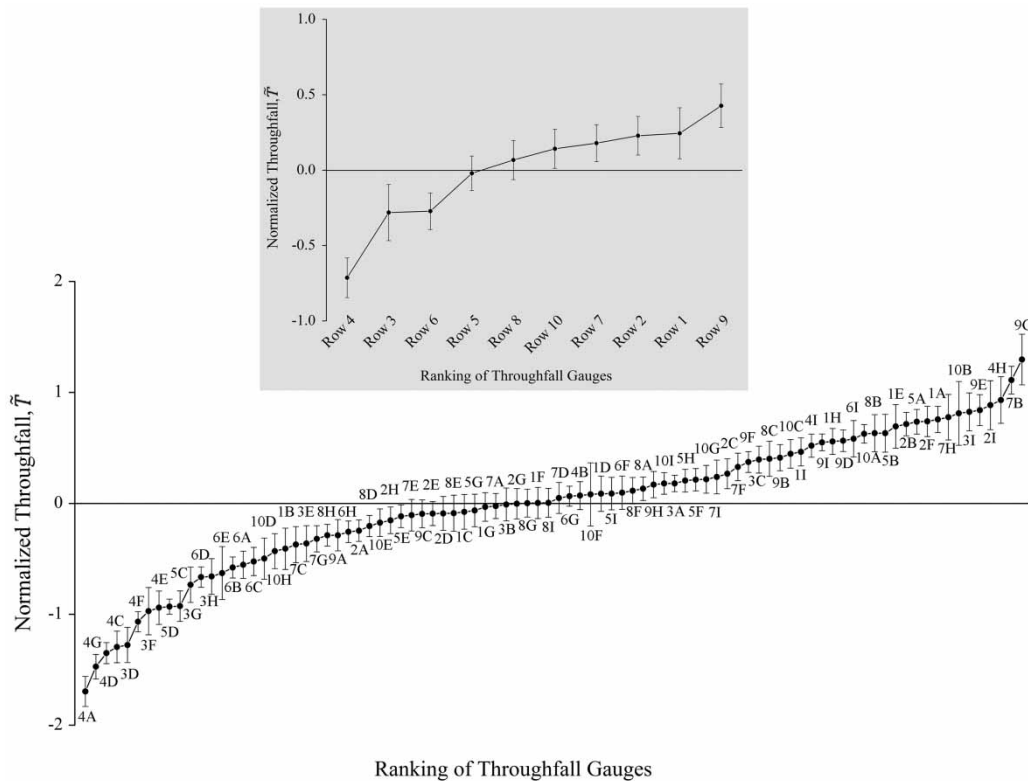 1.0
0.5
0.0
-0.5
-1.0
Normalized Throughfall, T̃
Row 4 Row 3 Row 6 Row 5 Row 8 Row 10 Row 7 Row 2 Row 1 Row 9
Ranking of Throughfall Gauges
2
1
0
-1
-2
Normalized Throughfall, T̃
4A 4G 4D 4C 3D 4F 3F 4E 5D 5C 3G 6D 3H 6E 6B 6A 6C 10D 10H 1B 7C 3E 7G 8H 9A 6H 2A 8D 10E 2H 5E 7E 9C 2E 2D 8E 1C 5G 1G 7A 3B 2G 8G 1F 8I 7D 6G 4B 10F 1D 5I 6F 8F 8A 9H 10I 3A 5H 5F 10G 7I 2C 7F 9F 3C 8C 9B 10C 1I 4I 9I 1H 9D 6I 10A 8B 5B 1E 2B 5A 2F 1A 7H 10B 3I 9E 2I 4H 7B
Ranking of Throughfall Gauges